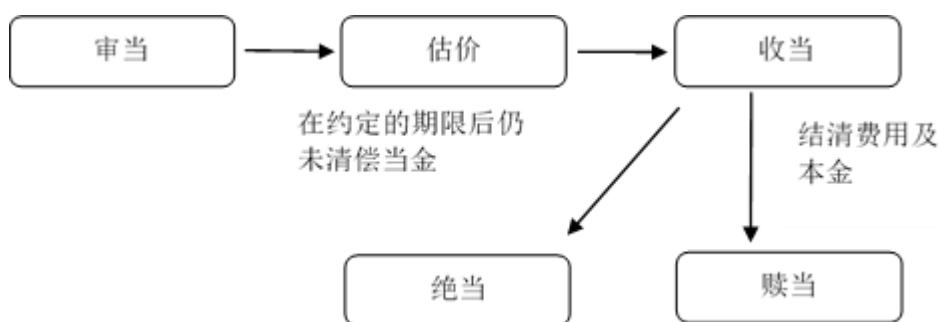 审当
估价
收当
在约定的期限后仍
未清偿当金
结清费用及
本金
绝当
赎当